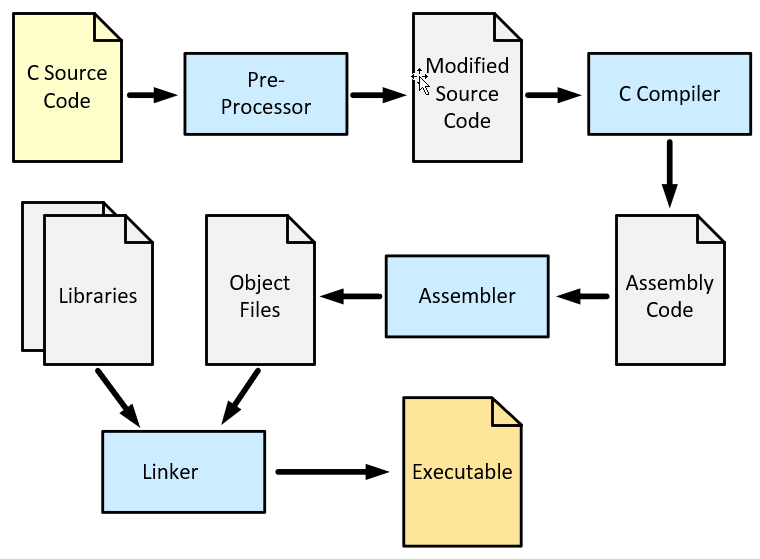 C Source
Code
Pre-
Processor
Modified
Source
Code
C Compiler
Libraries
Object
Files
Assembler
Assembly
Code
Linker
Executable